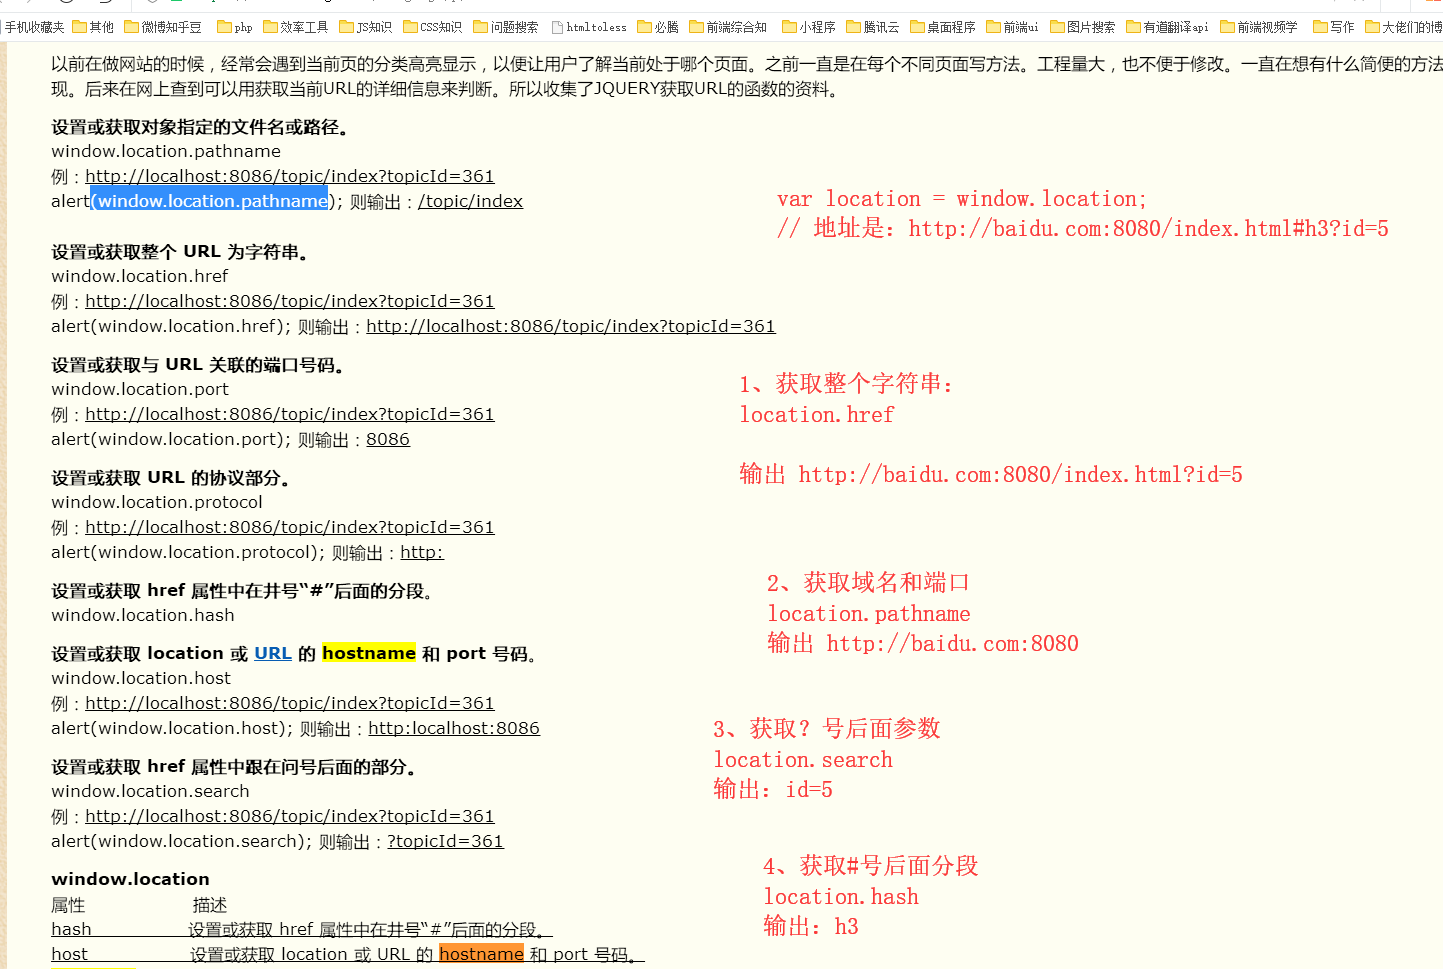 手机收藏夹 其他 微博知乎豆 php 效率工具 JS知识 CSS知识 问题搜索 htmltoless 必腾 前端综合知 小程序 腾讯云 桌面程序 前端ui 图片搜索 有道翻译api 前端视频学 写作 大佬们的博
以前在做网站的时候，经常会遇到当前页的分类高亮显示，以便让用户了解当前处于哪个页面。之前一直是在每个不同页面写方法。工程量大，也不便于修改。一直在想有什么简便的方法
现。后来在网上查到可以用获取当前URL的详细信息来判断。所以收集了JQUERY获取URL的函数的资料。
设置或获取对象指定的文件名或路径。
window.location.pathname
例：http://localhost:8086/topic/index?topicId=361
alert(window.location.pathname); 则输出：/topic/index
var location = window.location;
// 地址是：http://baidu.com:8080/index.html#h3?id=5
设置或获取整个 URL 为字符串。
window.location.href
例：http://localhost:8086/topic/index?topicId=361
alert(window.location.href); 则输出：http://localhost:8086/topic/index?topicId=361
设置或获取与 URL 关联的端口号码。
window.location.port
例：http://localhost:8086/topic/index?topicId=361
alert(window.location.port); 则输出：8086
1、获取整个字符串：
location.href
输出 http://baidu.com:8080/index.html?id=5
设置或获取 URL 的协议部分。
window.location.protocol
例：http://localhost:8086/topic/index?topicId=361
alert(window.location.protocol); 则输出：http:
设置或获取 href 属性中在井号“#”后面的分段。
window.location.hash
2、获取域名和端口
location.pathname
输出 http://baidu.com:8080
设置或获取 location 或 URL 的 hostname 和 port 号码。
window.location.host
例：http://localhost:8086/topic/index?topicId=361
alert(window.location.host); 则输出：http:localhost:8086
3、获取？号后面参数
location.search
输出：id=5
设置或获取 href 属性中跟在问号后面的部分。
window.location.search
例：http://localhost:8086/topic/index?topicId=361
alert(window.location.search); 则输出：?topicId=361
4、获取#号后面分段
location.hash
输出：h3
window.location
属性 描述
hash 设置或获取 href 属性中在井号“#”后面的分段。
host 设置或获取 location 或 URL 的 hostname 和 port 号码。